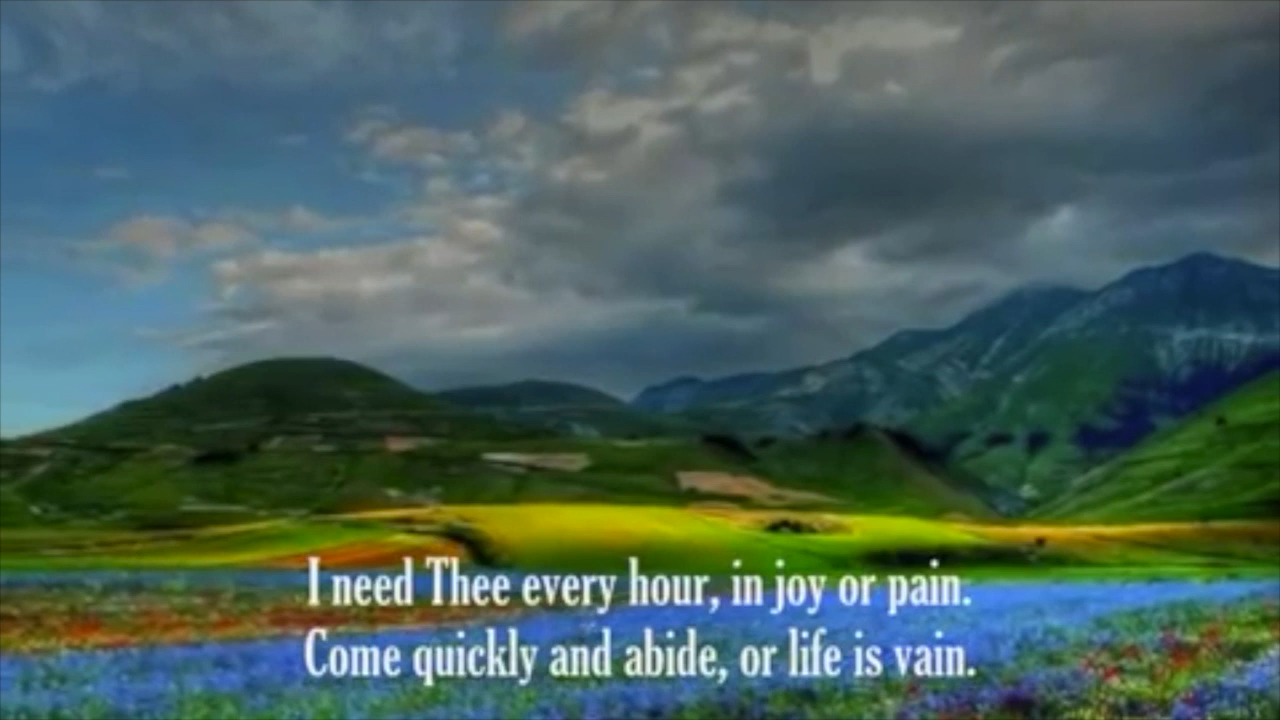 I need Thee every hour, in joy or pain.
Come quickly and abide, or life is vain.